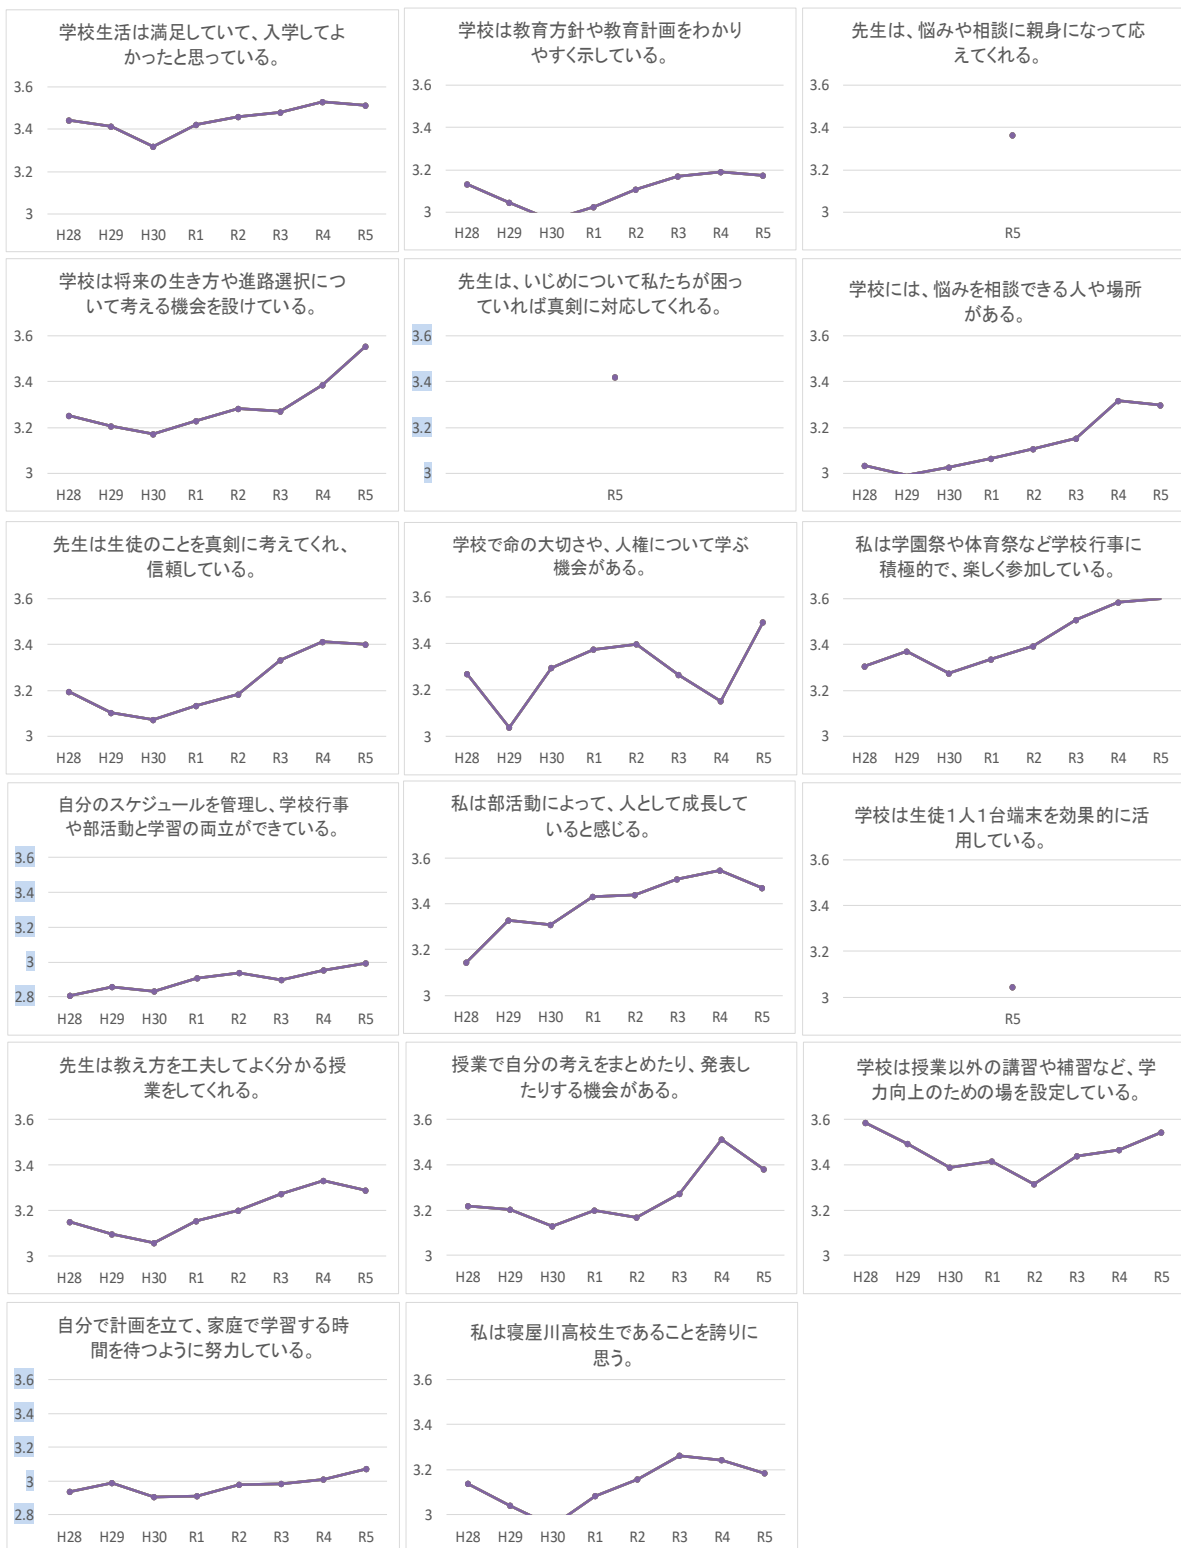 学校生活は満足していて、入学してよ
かったと思っている。
3.6
3.4
3.2
3
H28 H29 H30 R1 R2 R3 R4 R5
学校は教育方針や教育計画をわかり
やすく示している。
3.6
3.4
3.2
3
H28 H29 H30 R1 R2 R3 R4 R5
先生は、悩みや相談に親身になって応
えてくれる。
3.6
3.4
3.2
3
R5
学校は将来の生き方や進路選択につ
いて考える機会を設けている。
3.6
3.4
3.2
3
H28 H29 H30 R1 R2 R3 R4 R5
先生は、いじめについて私たちが困っ
ていれば真剣に対応してくれる。
3.6
3.4
3.2
3
R5
学校には、悩みを相談できる人や場所
がある。
3.6
3.4
3.2
3
H28 H29 H30 R1 R2 R3 R4 R5
先生は生徒のことを真剣に考えてくれ、
信頼している。
3.6
3.4
3.2
3
H28 H29 H30 R1 R2 R3 R4 R5
学校で命の大切さや、人権について学ぶ
機会がある。
3.6
3.4
3.2
3
H28 H29 H30 R1 R2 R3 R4 R5
私は学園祭や体育祭など学校行事に
積極的で、楽しく参加している。
3.6
3.4
3.2
3
H28 H29 H30 R1 R2 R3 R4 R5
自分のスケジュールを管理し、学校行事
や部活動と学習の両立ができている。
3.6
3.4
3.2
3
2.8
H28 H29 H30 R1 R2 R3 R4 R5
私は部活動によって、人として成長して
いると感じる。
3.6
3.4
3.2
3
H28 H29 H30 R1 R2 R3 R4 R5
学校は生徒1人1台端末を効果的に活
用している。
3.6
3.4
3.2
3
R5
先生は教え方を工夫してよく分かる授
業をしてくれる。
3.6
3.4
3.2
3
H28 H29 H30 R1 R2 R3 R4 R5
授業で自分の考えをまとめたり、発表し
たりする機会がある。
3.6
3.4
3.2
3
H28 H29 H30 R1 R2 R3 R4 R5
学校は授業以外の講習や補習など、学
力向上のための場を設定している。
3.6
3.4
3.2
3
H28 H29 H30 R1 R2 R3 R4 R5
自分で計画を立て、家庭で学習する時
間を待つように努力している。
3.6
3.4
3.2
3
2.8
H28 H29 H30 R1 R2 R3 R4 R5
私は寝屋川高校生であることを誇りに
思う。
3.6
3.4
3.2
3
H28 H29 H30 R1 R2 R3 R4 R5